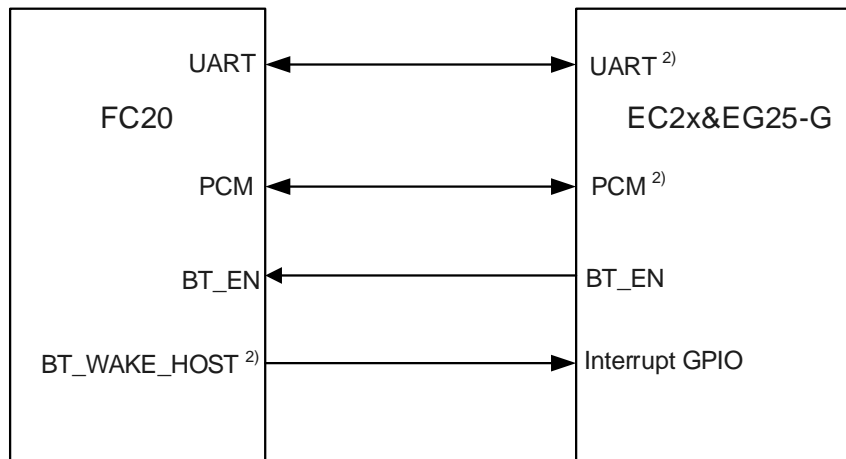 UART UART 2)
FC20 EC2x&EG25-G
PCM PCM 2)
BT_EN BT_EN
BT_WAKE_HOST 2) Interrupt GPIO